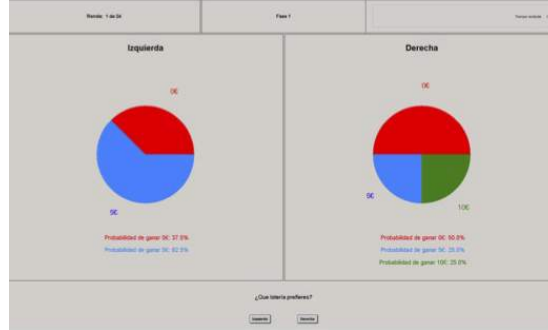 Ronda: 1 de 24
Fase 1
Izquierda
Derecha
0€
5€
0€
5€
10€
Probabilidad de ganar 0€: 37.5%
Probabilidad de ganar 5€: 62.5%
Probabilidad de ganar 0€: 50.0%
Probabilidad de ganar 5€: 25.0%
Probabilidad de ganar 10€: 25.0%
¿Que lotería prefieres?
Izquierda
Derecha